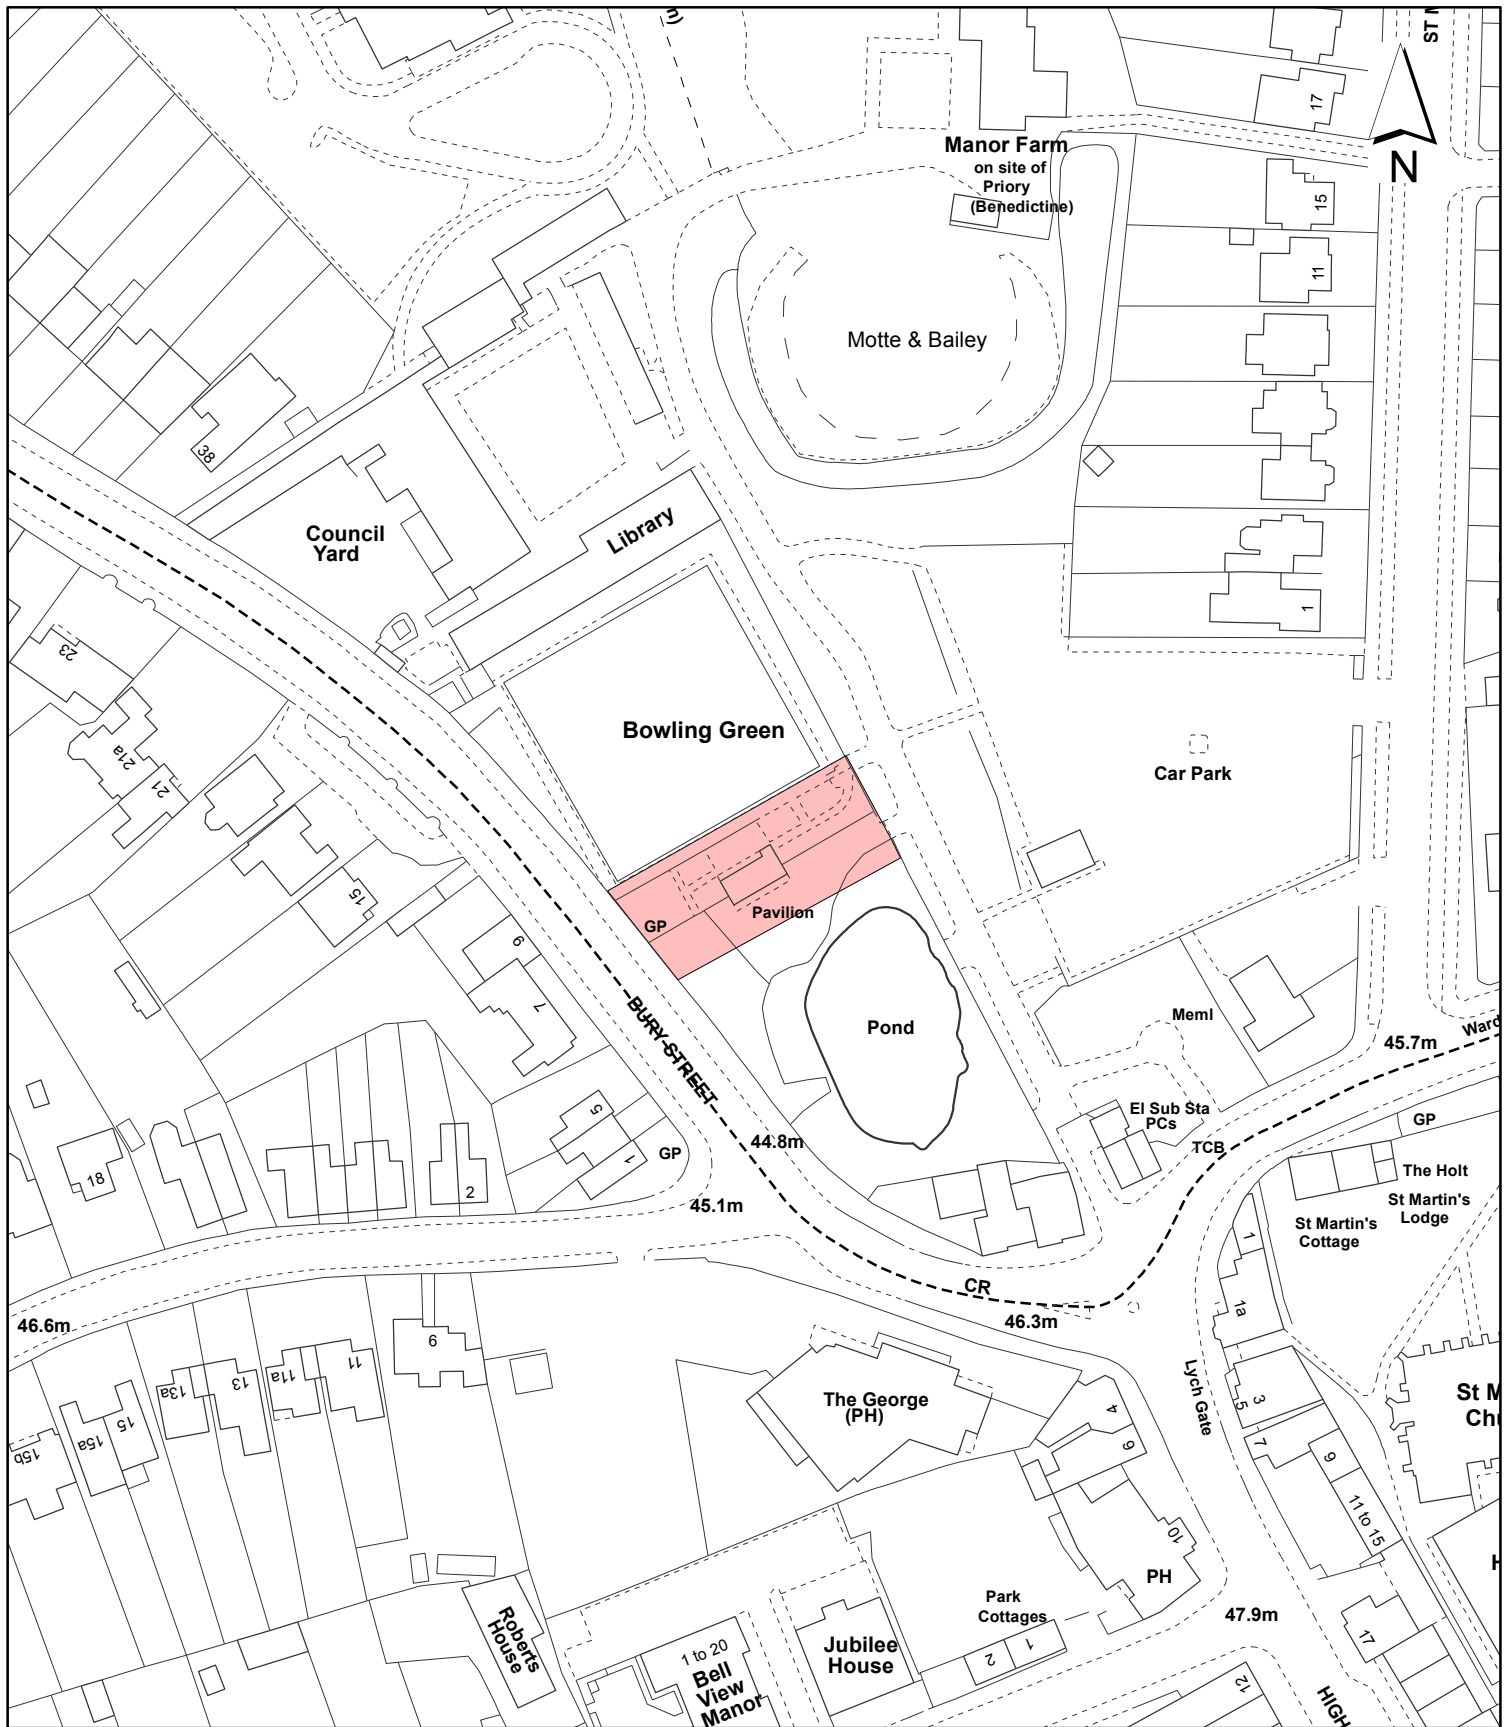 17
N
Manor Farm
on site of
Priory
(Benedictine)
15
11
Motte & Bailey
38
Council
Yard
Library
1
23
21a
21
Bowling Green
Car Park
15
9
7
GP
Pavilion
BURY STREET
Pond
Meml
45.7m
Ward
El Sub Sta
PCs
TCB
GP
The Holt
St Martin's
Lodge
St Martin's
Cottage
5
1
GP
44.8m
45.1m
18
2
46.6m
CR
46.3m
1
1a
Lych Gate
3
5
7
9
11 to 15
St M
Chu
9
11
11a
13
13a
15
15a
15b
The George
(PH)
4
6
10
PH
Park
Cottages
1
2
47.9m
17
12
HIGH
Roberts
House
1 to 20
Bell
View
Manor
Jubilee
House